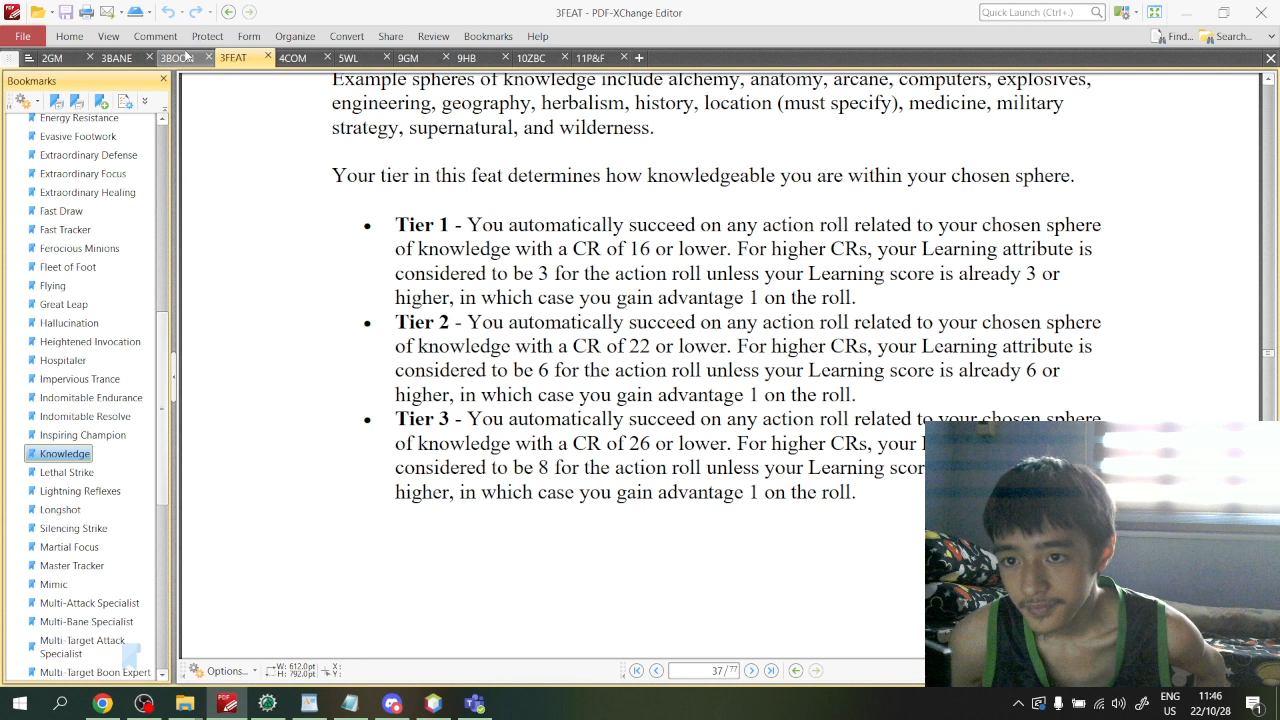 3FEAT - PDF-XChange Editor
Quick Launch (Ctrl+.)
File Home View Comment Protect Form Organize Convert Share Review Bookmarks Help Find... Search...
2GM 3BANE 3BOON 3FEAT 4COM 5WL 9GM 9HB 10ZBC 11P&F
Bookmarks
Energy Resistance
Evasive Footwork
Extraordinary Defense
Extraordinary Focus
Extraordinary Healing
Fast Draw
Fast Tracker
Ferocious Minions
Fleet of Foot
Flying
Great Leap
Hallucination
Heightened Invocation
Hospitaler
Impervious Trance
Indomitable Endurance
Indomitable Resolve
Inspiring Champion
Knowledge
Lethal Strike
Lightning Reflexes
Longshot
Silencing Strike
Martial Focus
Master Tracker
Mimic
Multi-Attack Specialist
Multi-Bane Specialist
Multi-Target Attack
Specialist
Multi-Target Boon Expert
Example spheres of knowledge include alchemy, anatomy, arcane, computers, explosives,
engineering, geography, herbalism, history, location (must specify), medicine, military
strategy, supernatural, and wilderness.
Your tier in this feat determines how knowledgeable you are within your chosen sphere.
• Tier 1 - You automatically succeed on any action roll related to your chosen sphere
of knowledge with a CR of 16 or lower. For higher CRs, your Learning attribute is
considered to be 3 for the action roll unless your Learning score is already 3 or
higher, in which case you gain advantage 1 on the roll.
• Tier 2 - You automatically succeed on any action roll related to your chosen sphere
of knowledge with a CR of 22 or lower. For higher CRs, your Learning attribute is
considered to be 6 for the action roll unless your Learning score is already 6 or
higher, in which case you gain advantage 1 on the roll.
• Tier 3 - You automatically succeed on any action roll related to your chosen sphere
of knowledge with a CR of 26 or lower. For higher CRs, your
considered to be 8 for the action roll unless your Learning
higher, in which case you gain advantage 1 on the roll.
Options... W: 612.0pt H: 792.0pt X: Y: 37 / 77
ENG
US
11:46
22/10/28
1